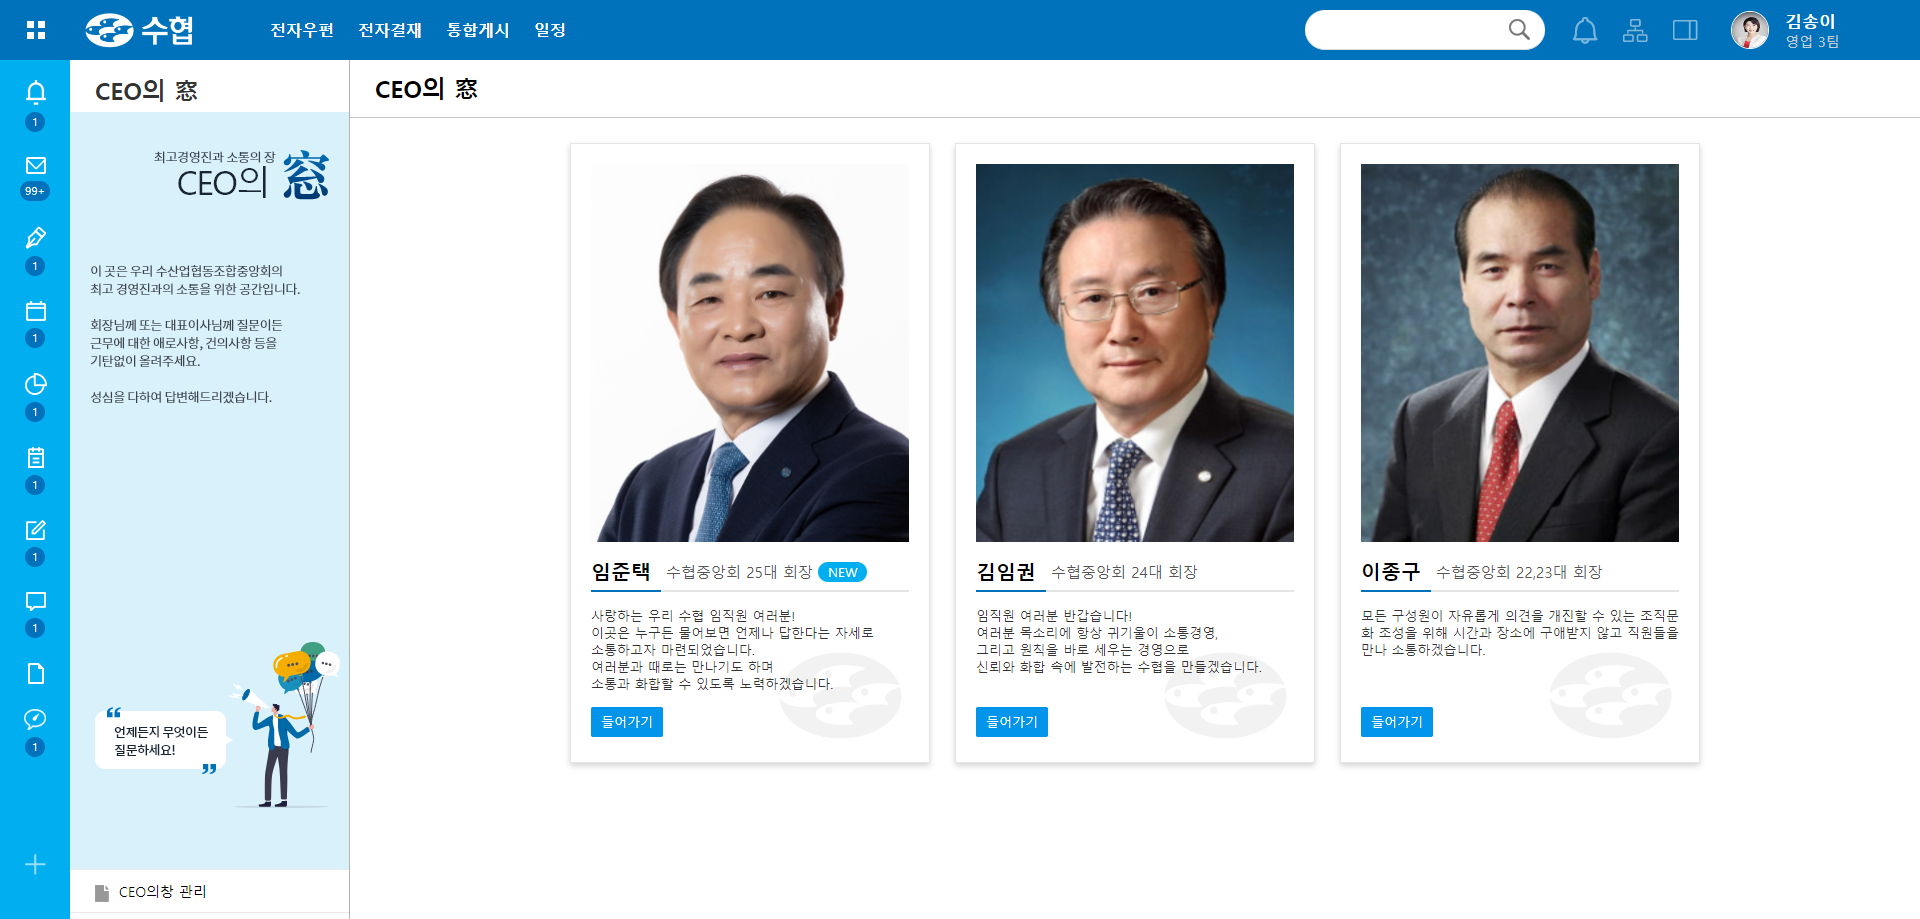 수협
전자우편 전자결재 통합게시 일정
김송이
영업 3팀
1
99+
1
1
1
1
1
1
1
CEO의 窓
최고경영진과 소통의 장
CEO의 窓
이 곳은 우리 수산업협동조합중앙회의
최고 경영진과의 소통을 위한 공간입니다.
회장님께 또는 대표이사님께 질문이든
근무에 대한 애로사항, 건의사항 등을
기탄없이 올려주세요.
성심을 다하여 답변해드리겠습니다.
“ 언제든지 무엇이든
질문하세요! ”
CEO의창 관리
CEO의 窓
임준택 수협중앙회 25대 회장 NEW
사랑하는 우리 수협 임직원 여러분!
이곳은 누구든 물어보면 언제나 답한다는 자세로
소통하고자 마련되었습니다.
여러분과 때로는 만나기도 하며
소통과 화합할 수 있도록 노력하겠습니다.
들어가기
김임권 수협중앙회 24대 회장
임직원 여러분 반갑습니다!
여러분 목소리에 항상 귀기울이 소통경영,
그리고 원칙을 바로 세우는 경영으로
신뢰와 화합 속에 발전하는 수협을 만들겠습니다.
들어가기
이종구 수협중앙회 22,23대 회장
모든 구성원이 자유롭게 의견을 개진할 수 있는 조직문
화 조성을 위해 시간과 장소에 구애받지 않고 직원들을
만나 소통하겠습니다.
들어가기